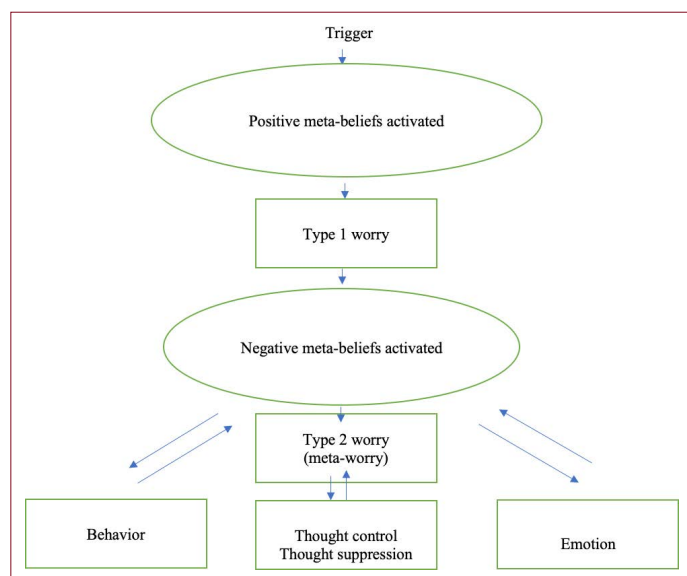 Trigger
Positive meta-beliefs activated
Type 1 worry
Negative meta-beliefs activated
Type 2 worry
(meta-worry)
Behavior
Thought control
Thought suppression
Emotion